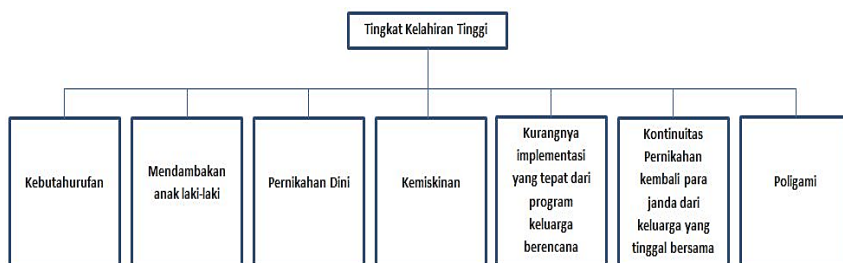 Tingkat Kelahiran Tinggi
Kebutahurufan
Mendambakan
anak laki-laki
Pernikahan Dini
Kemiskinan
Kurangnya
implementasi
yang tepat dari
program
keluarga
berencana
Kontinuitas
Pernikahan
kembali para
janda dari
keluarga yang
tinggal bersama
Poligami